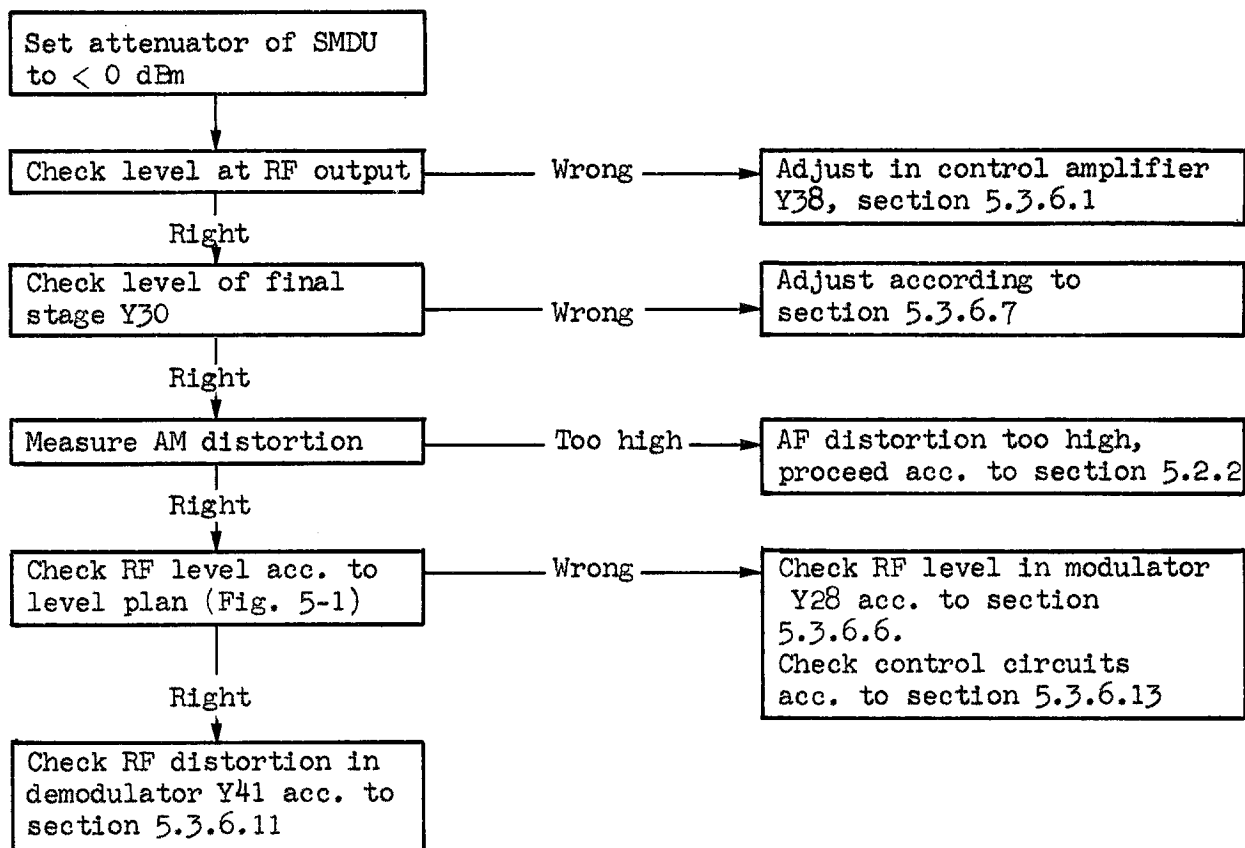 Set attenuator of SMDU
to < 0 dBm
Check level at RF output
Wrong
Adjust in control amplifier
Y38, section 5.3.6.1
Right
Check level of final
stage Y30
Wrong
Adjust according to
section 5.3.6.7
Right
Measure AM distortion
Too high
AF distortion too high,
proceed acc. to section 5.2.2
Right
Check RF level acc. to
level plan (Fig. 5-1)
Wrong
Check RF level in modulator
Y28 acc. to section
5.3.6.6.
Check control circuits
acc. to section 5.3.6.13
Right
Check RF distortion in
demodulator Y41 acc. to
section 5.3.6.11